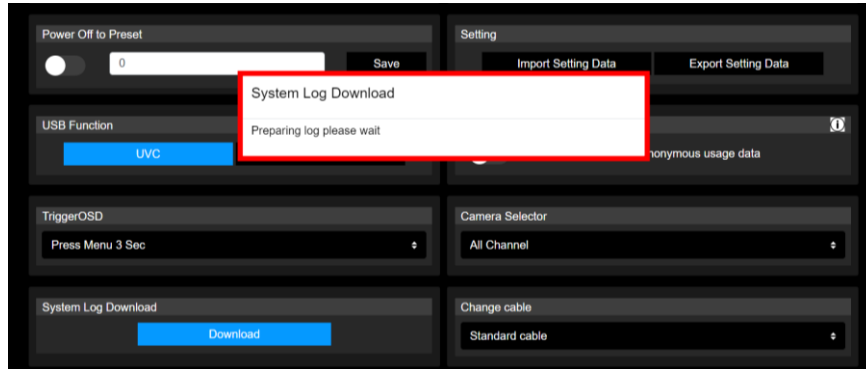 Power Off to Preset
0
Save
Setting
Import Setting Data
Export Setting Data
System Log Download
Preparing log please wait
USB Function
UVC
nonymous usage data
TriggerOSD
Press Menu 3 Sec
Camera Selector
All Channel
System Log Download
Download
Change cable
Standard cable